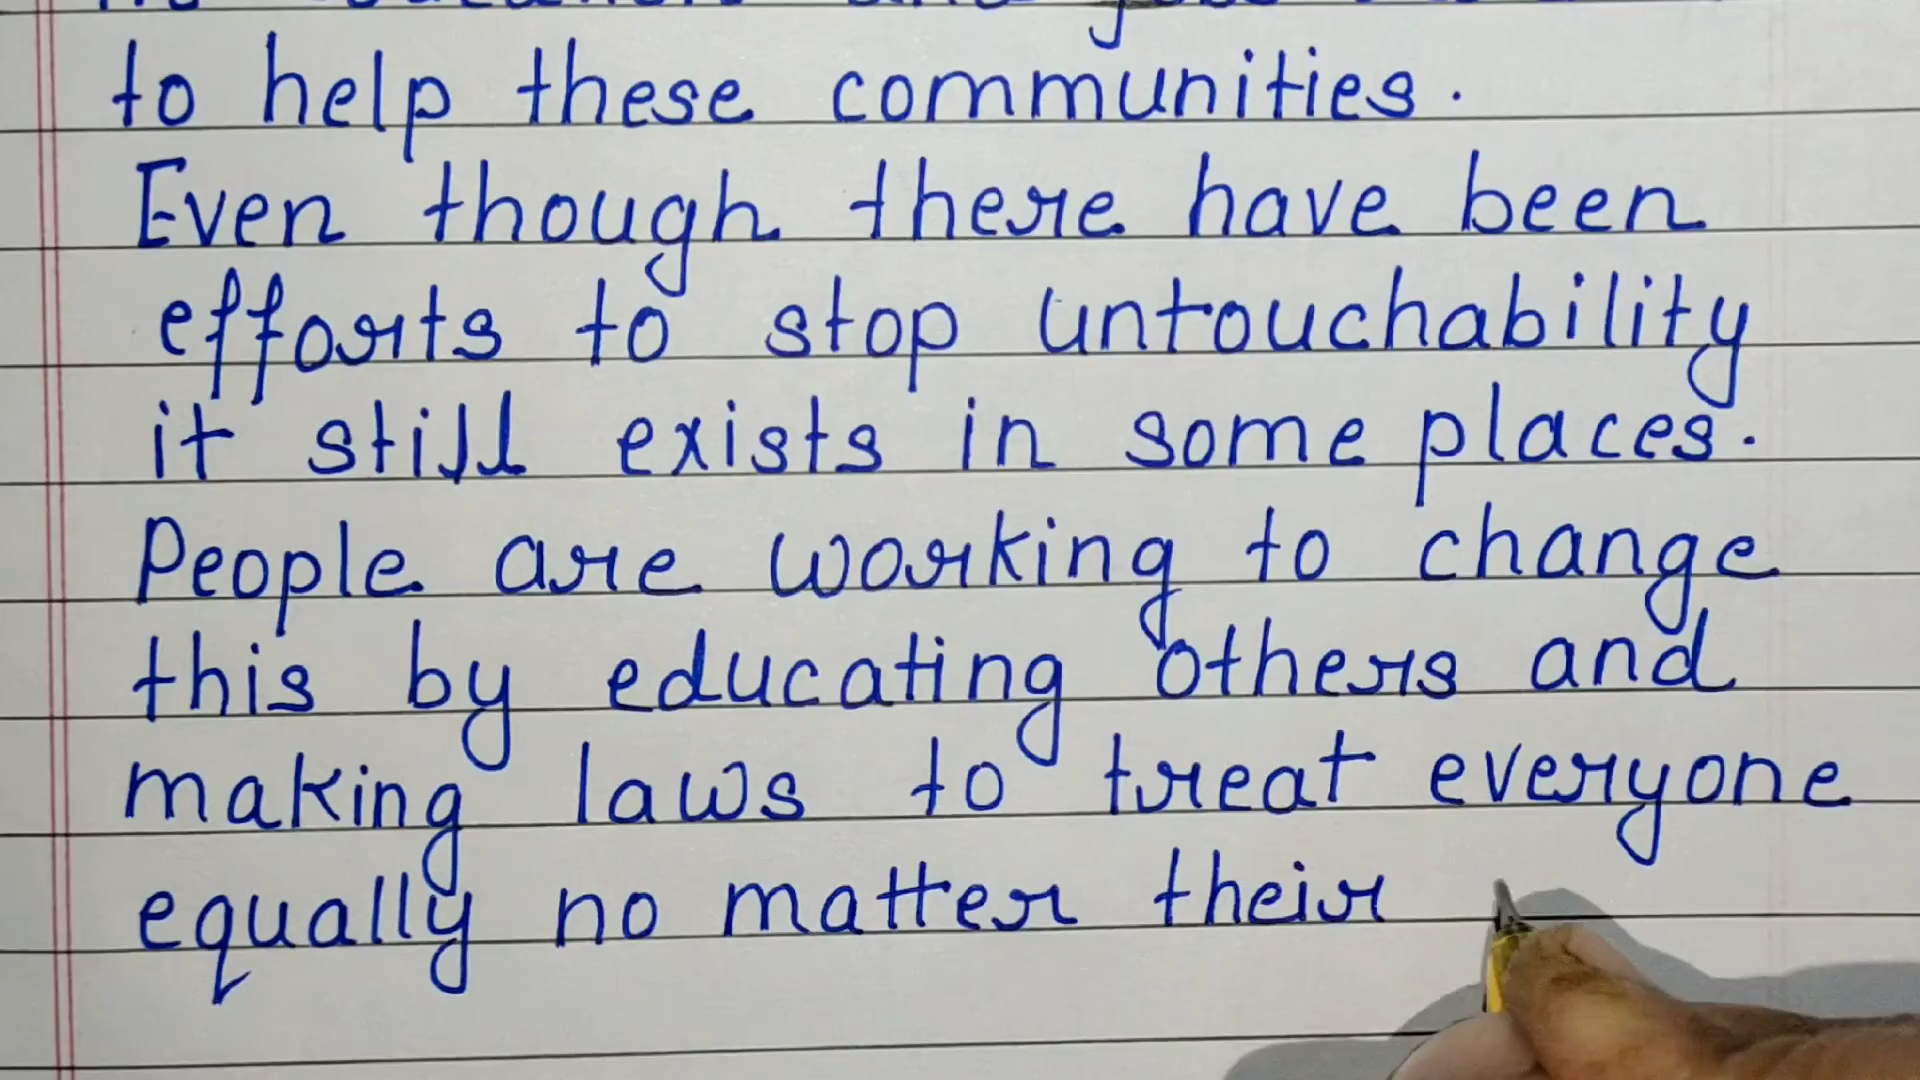 to help these communities.
Even though there have been
efforts to stop untouchability
it still exists in some places.
People are working to change
this by educating others and
making laws to treat everyone
equally no matter their